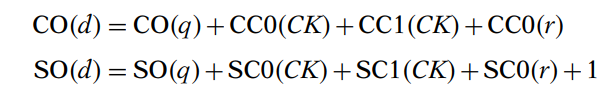 CO(d) = CO(q) + CC0(CK) + CC1(CK) + CC0(r)
SO(d) = SO(q) + SC0(CK) + SC1(CK) + SC0(r) + 1